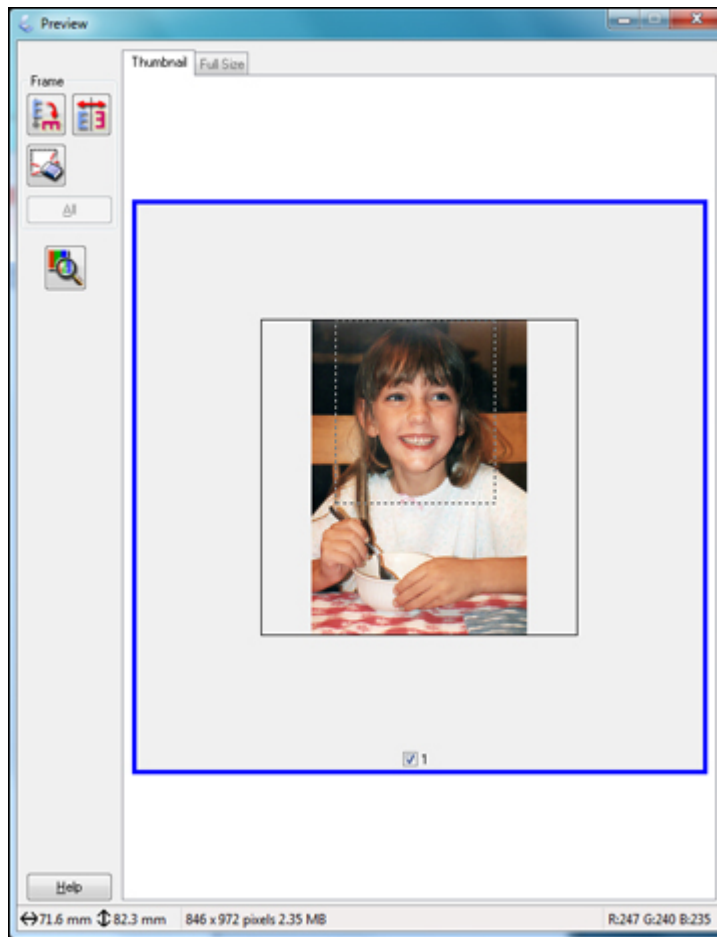 Preview
Thumbnail Full Size
Frame
All
1
Help
71.6 mm 82.3 mm 846 x 972 pixels 2.35 MB R:247 G:240 B:235